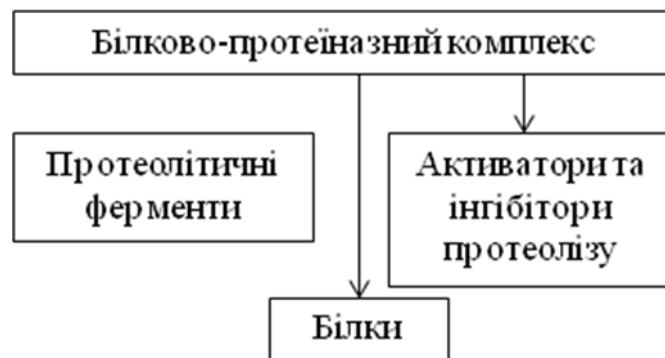 Білково-протеїназний комплекс
Протеолітичні
ферменти
Активатори та
інгібітори
протеолізу
Білки